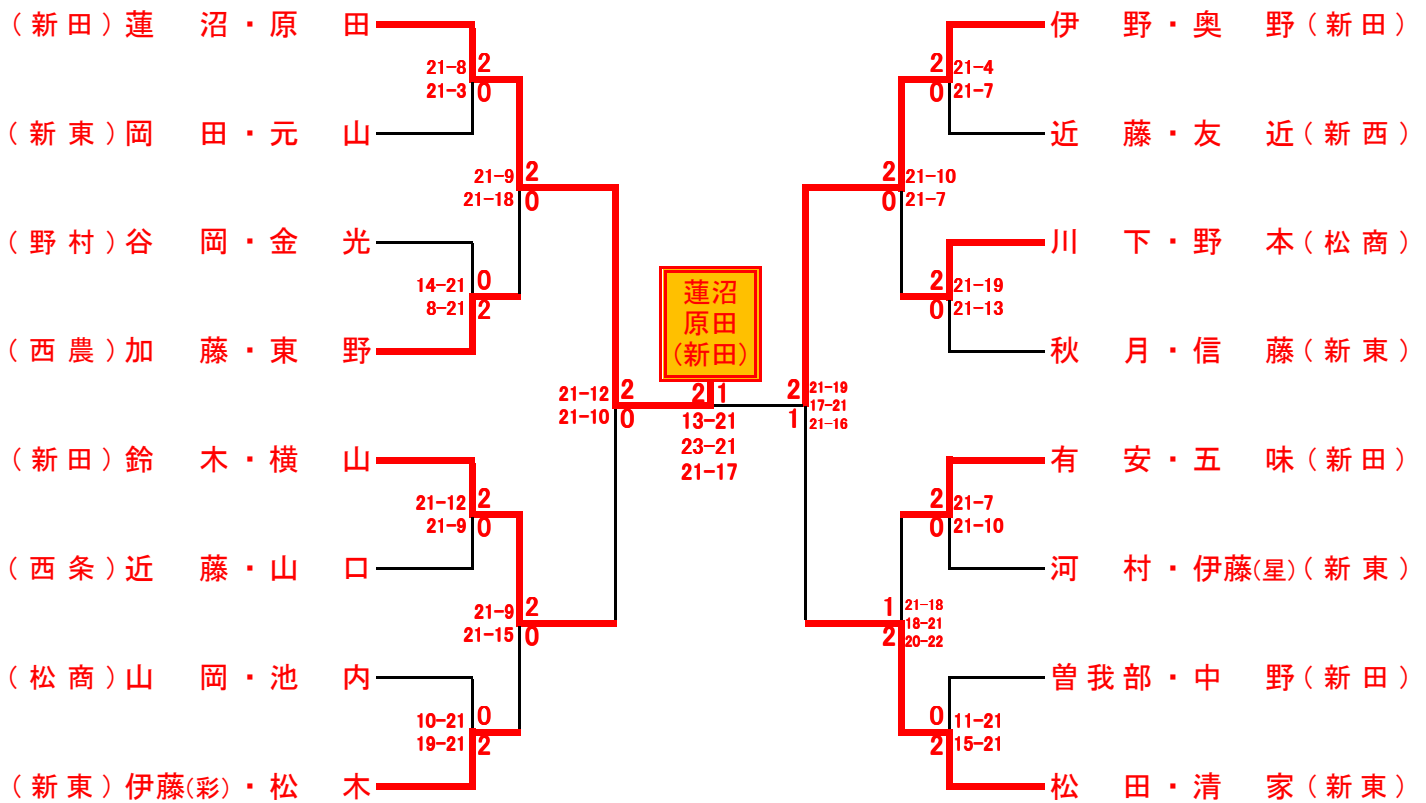 (新田)蓮沼・原田
21-8 2
21-3 0
(新東)岡田・元山
21-9 2
21-18 0
(野村)谷岡・金光
14-21 0
8-21 2
(西農)加藤・東野
21-12 2
21-10 0
(新田)鈴木・横山
21-12 2
21-9 0
(西条)近藤・山口
21-9 2
21-15 0
(松商)山岡・池内
10-21 0
19-21 2
(新東)伊藤(彩)・松木
蓮沼
原田
(新田)
2 1
13-21
23-21
21-17
伊野・奥野(新田)
2 21-4
0 21-7
近藤・友近(新西)
2 21-10
0 21-7
川下・野本(松商)
2 21-19
0 21-13
秋月・信藤(新東)
2 21-19
17-21
1 21-16
有安・五味(新田)
2 21-7
0 21-10
河村・伊藤(星)(新東)
1 21-18
18-21
2 20-22
曽我部・中野(新田)
0 11-21
2 15-21
松田・清家(新東)